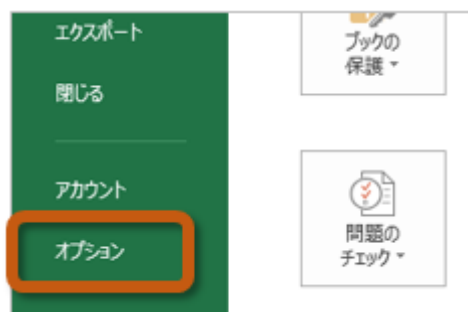 エクスポート
閉じる
アカウント
オプション
ブックの
保護
問題の
チェック